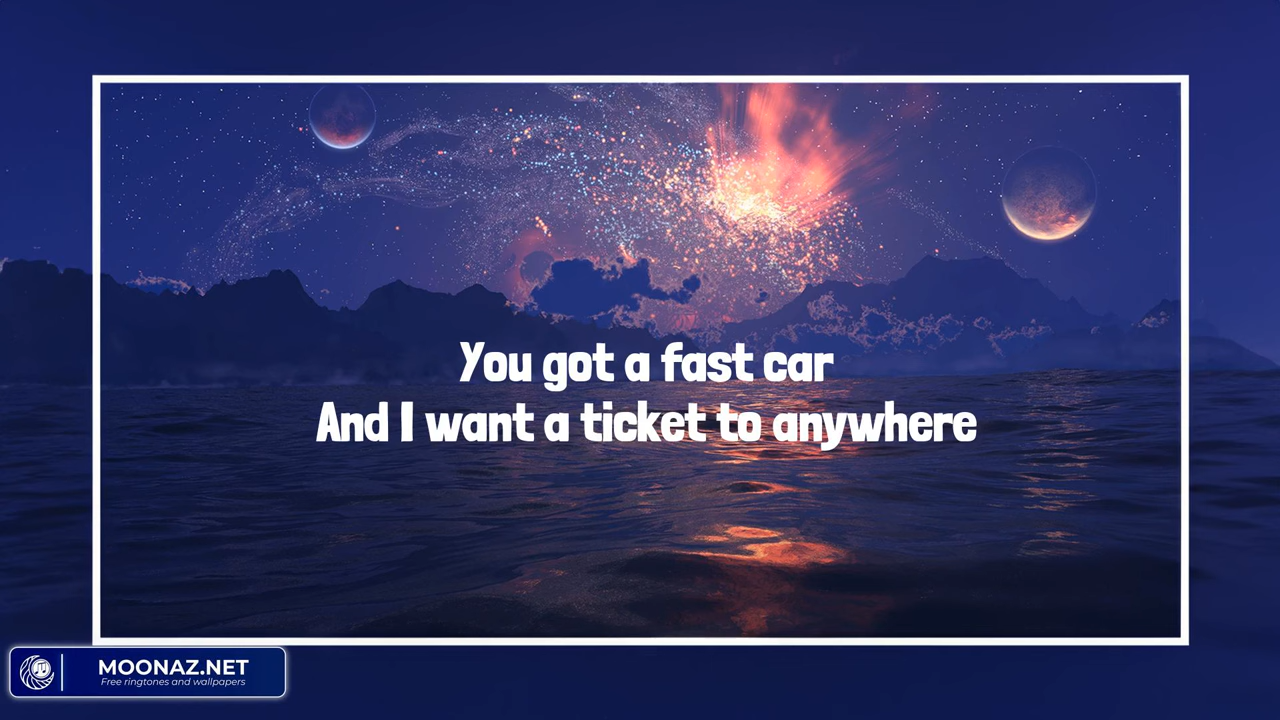 You got a fast car
And I want a ticket to anywhere
MOONAZ.NET
Free ringtones and wallpapers